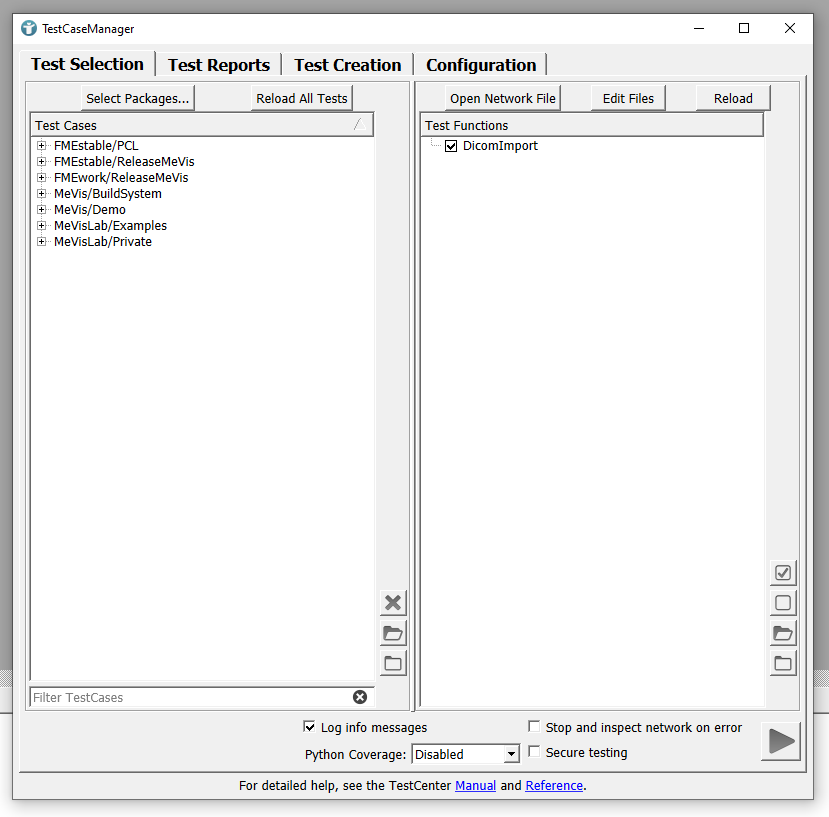 TestCaseManager
Test Selection Test Reports Test Creation Configuration
Select Packages... Reload All Tests Open Network File Edit Files Reload
Test Cases
FMEstable/PCL
FMEstable/ReleaseMeVis
FMEwork/ReleaseMeVis
MeVis/BuildSystem
MeVis/Demo
MeVisLab/Examples
MeVisLab/Private
Filter TestCases
Test Functions
DicomImport
Log info messages Stop and inspect network on error
Python Coverage: Disabled Secure testing
For detailed help, see the TestCenter Manual and Reference.